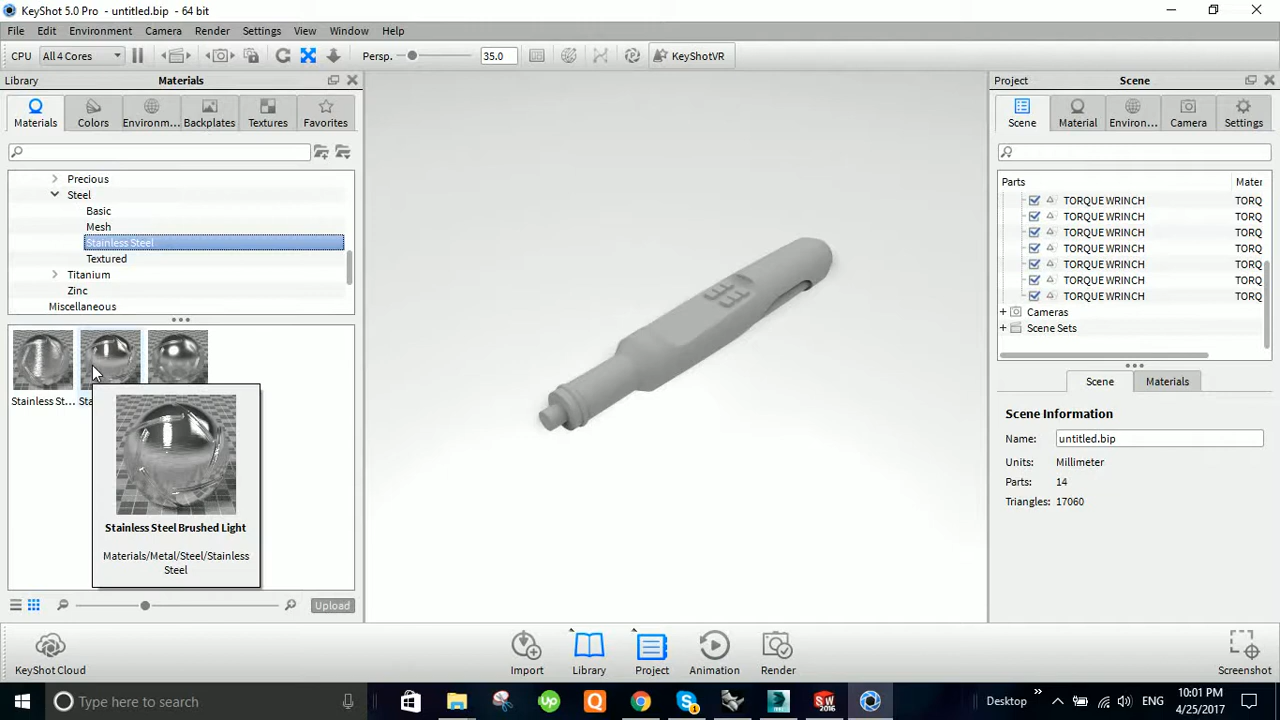 KeyShot 5.0 Pro - untitled.bip - 64 bit
File Edit Environment Camera Render Settings View Window Help
CPU All 4 Cores Persp. 35.0 KeyShotVR
Library Materials
Materials Colors Environm... Backplates Textures Favorites
Precious
Steel
Basic
Mesh
Stainless Steel
Textured
Titanium
Zinc
Miscellaneous
Stainless St... Sta
Stainless Steel Brushed Light
Materials/Metal/Steel/Stainless
Steel
Upload
Project Scene
Scene Material Environ... Camera Settings
Parts Mater
TORQUE WRINCH TORQ
TORQUE WRINCH TORQ
TORQUE WRINCH TORQ
TORQUE WRINCH TORQ
TORQUE WRINCH TORQ
TORQUE WRINCH TORQ
TORQUE WRINCH TORQ
Cameras
Scene Sets
Scene Materials
Scene Information
Name: untitled.bip
Units: Millimeter
Parts: 14
Triangles: 17060
KeyShot Cloud Import Library Project Animation Render Screenshot
Type here to search Desktop ENG
10:01 PM
4/25/2017